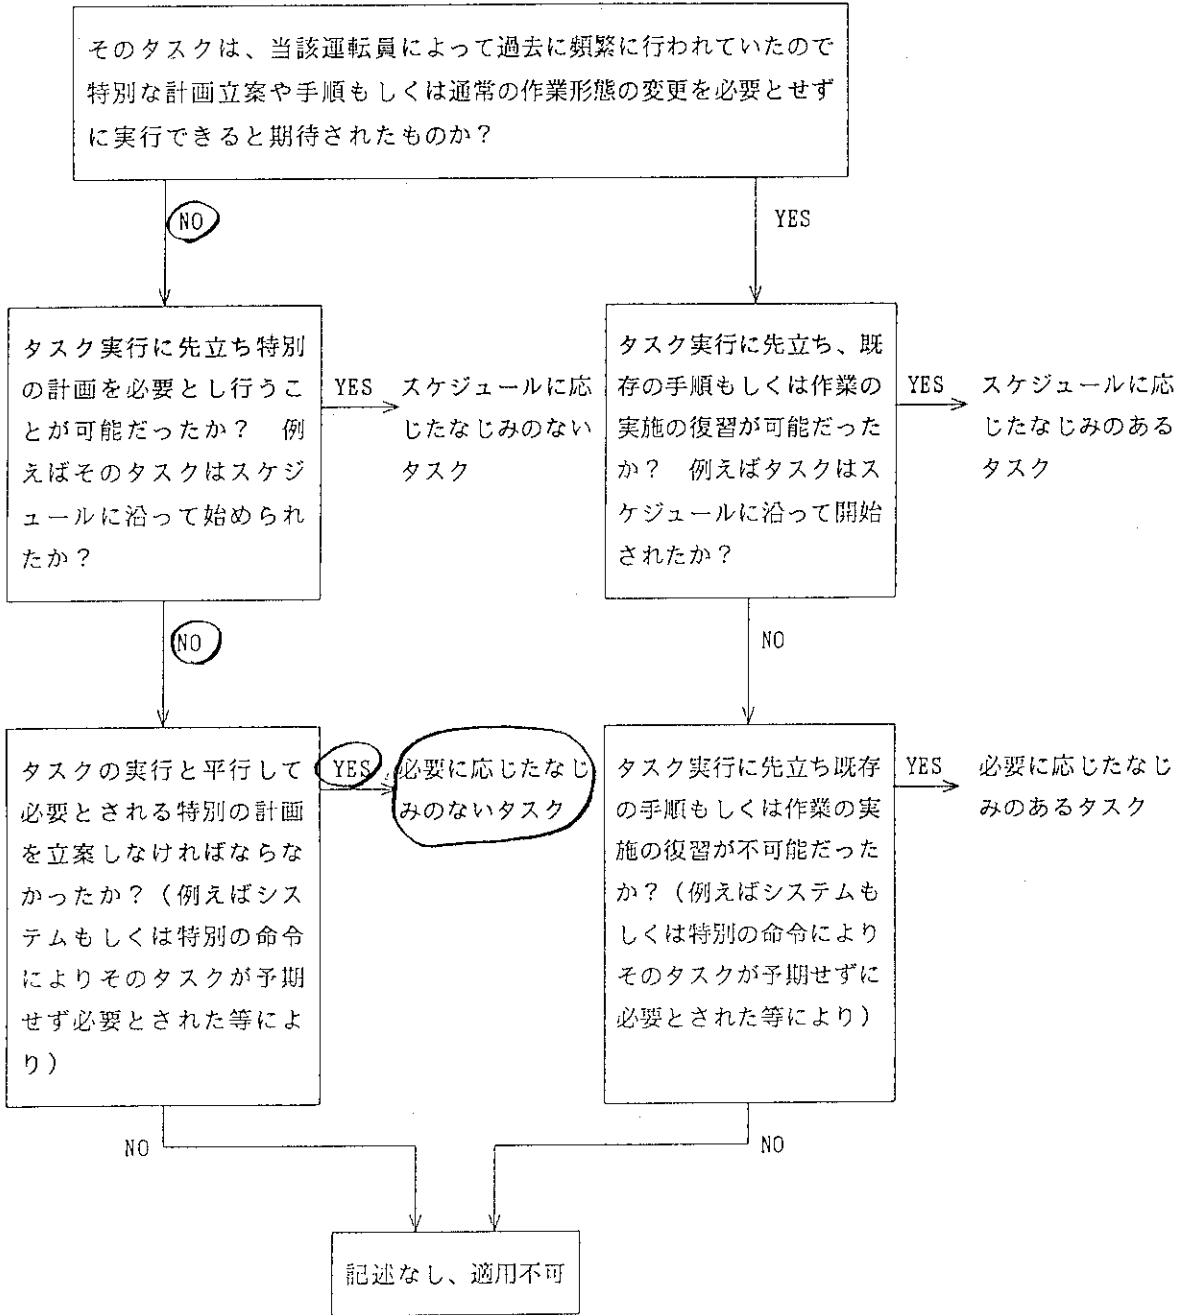 そのタスクは、当該運転員によって過去に頻繁に行われていたので
特別な計画立案や手順もしくは通常の作業形態の変更を必要とせず
に実行できると期待されたものか？
NO
YES
タスク実行に先立ち特別
の計画を必要とし行うこ
とが可能だったか？　例
えばそのタスクはスケジ
ュールに沿って始められ
たか？
YES
スケジュールに応
じたなじみのない
タスク
タスク実行に先立ち、既
存の手順もしくは作業の
実施の復習が可能だった
か？　例えばタスクはス
ケジュールに沿って開始
されたか？
YES
スケジュールに応
じたなじみのある
タスク
NO
NO
タスクの実行と平行して
必要とされる特別の計画
を立案しなければならな
かったか？（例えばシス
テムもしくは特別の命令
によりそのタスクが予期
せず必要とされた等によ
り）
YES
必要に応じたなじ
みのないタスク
タスク実行に先立ち既存
の手順もしくは作業の実
施の復習が不可能だった
か？（例えばシステムも
しくは特別の命令により
そのタスクが予期せずに
必要とされた等により）
YES
必要に応じたなじ
みのあるタスク
NO
NO
記述なし、適用不可